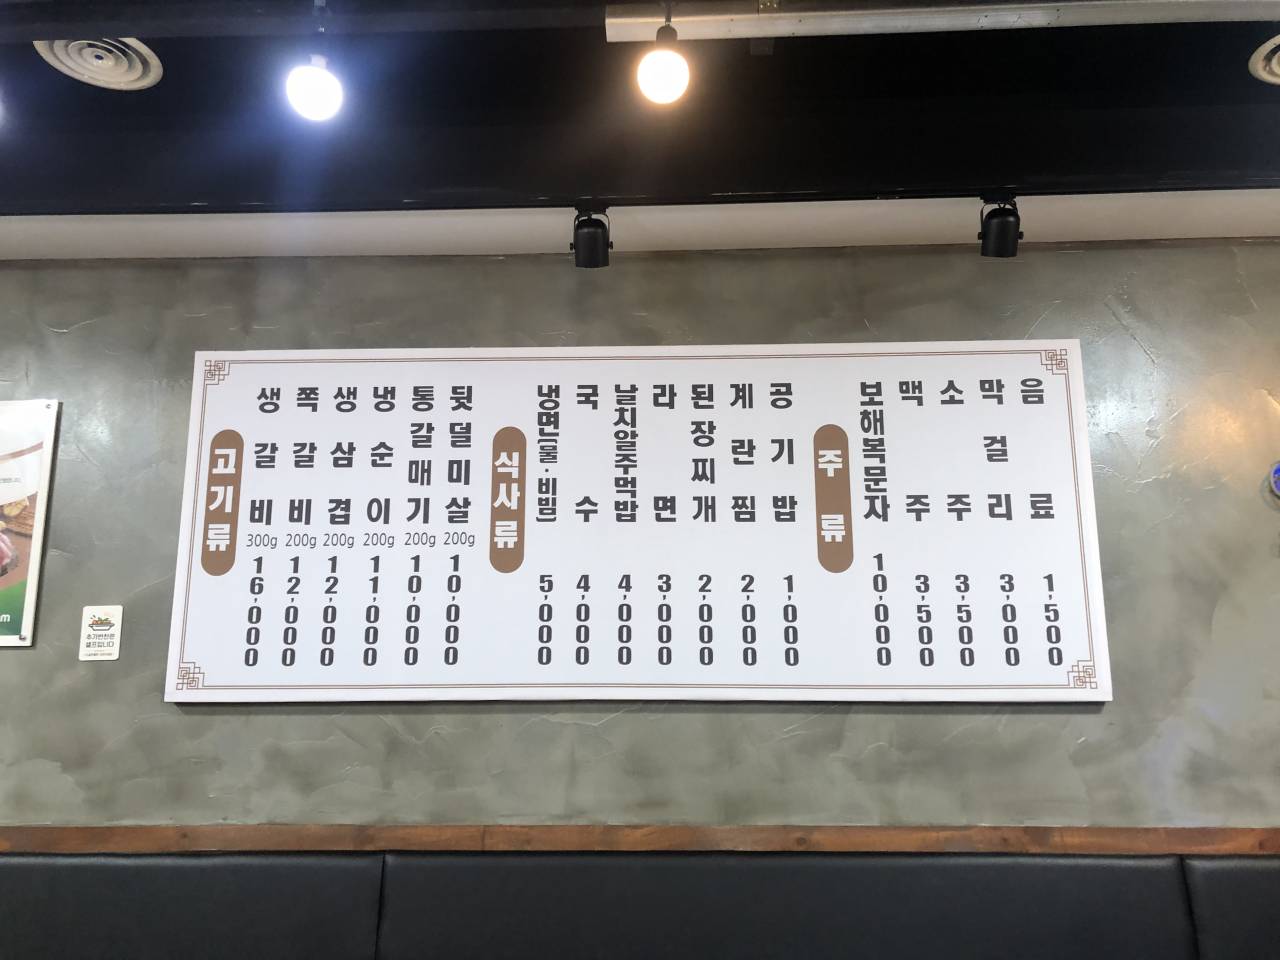 고기류
생갈비 300g 16,000
쪽갈비 200g 12,000
생삼겹 200g 12,000
냉순이 200g 11,000
통갈매기 200g 10,000
뒷덜미살 200g 10,000
식사류
냉면(물·비빔) 5,000
국수 4,000
날치알주먹밥 4,000
라면 3,000
된장찌개 2,000
계란찜 2,000
공기밥 1,000
주류
보해복분자 10,000
맥주 3,500
소주 3,500
막걸리 3,000
음료 1,500
추가반찬은
셀프입니다